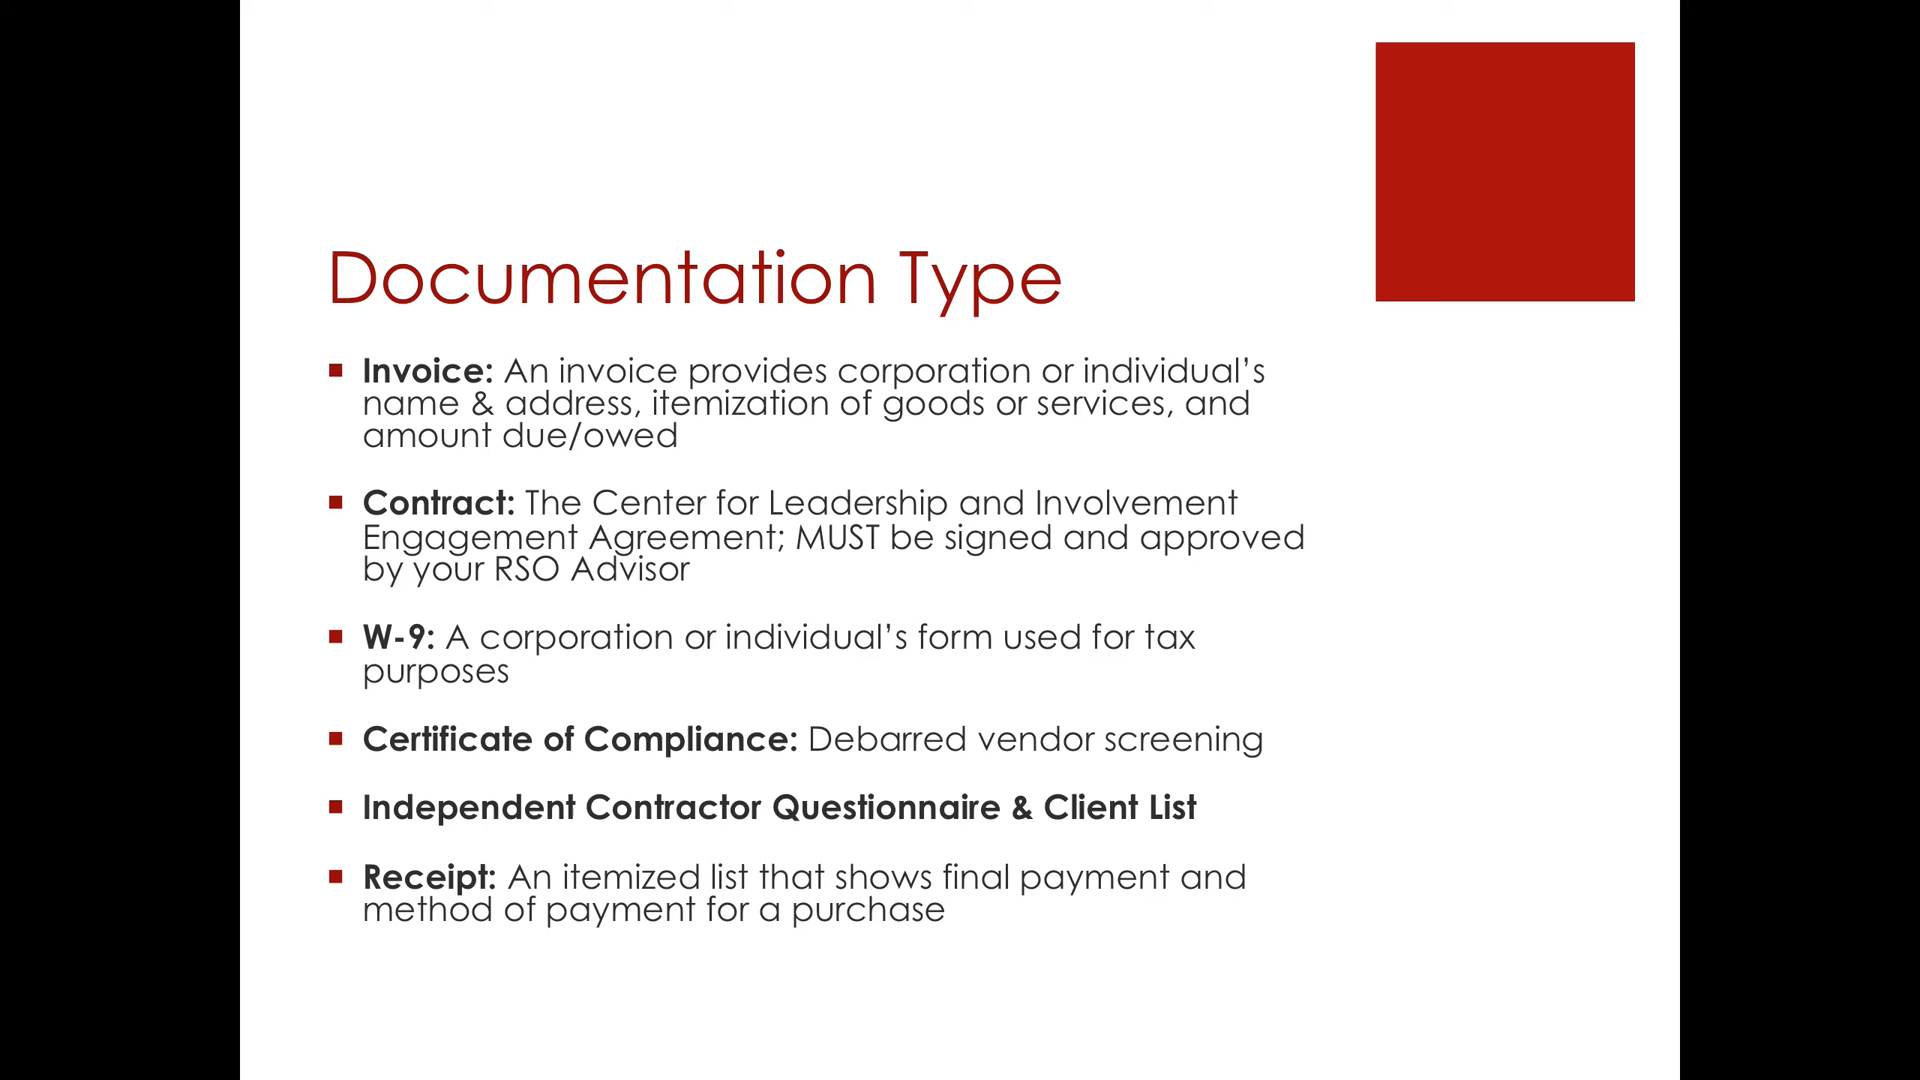 Documentation Type
Invoice: An invoice provides corporation or individual’s
name & address, itemization of goods or services, and
amount due/owed
Contract: The Center for Leadership and Involvement
Engagement Agreement; MUST be signed and approved
by your RSO Advisor
W-9: A corporation or individual’s form used for tax
purposes
Certificate of Compliance: Debarred vendor screening
Independent Contractor Questionnaire & Client List
Receipt: An itemized list that shows final payment and
method of payment for a purchase